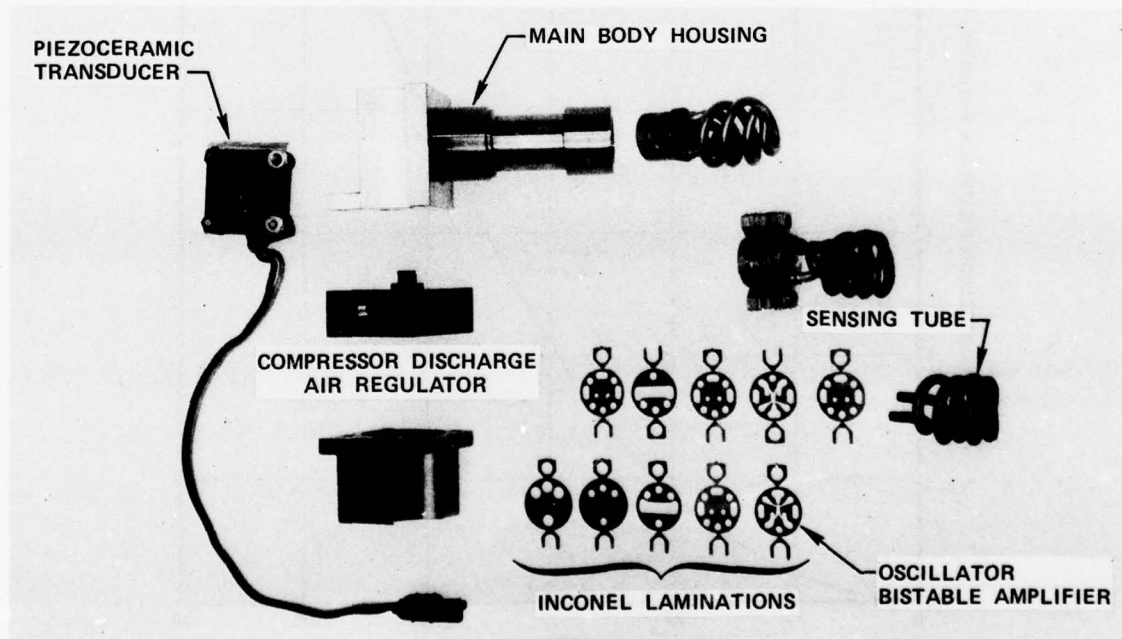 PIEZOCERAMIC
TRANSDUCER
MAIN BODY HOUSING
COMPRESSOR DISCHARGE
AIR REGULATOR
SENSING TUBE
INCONEL LAMINATIONS
OSCILLATOR
BISTABLE AMPLIFIER